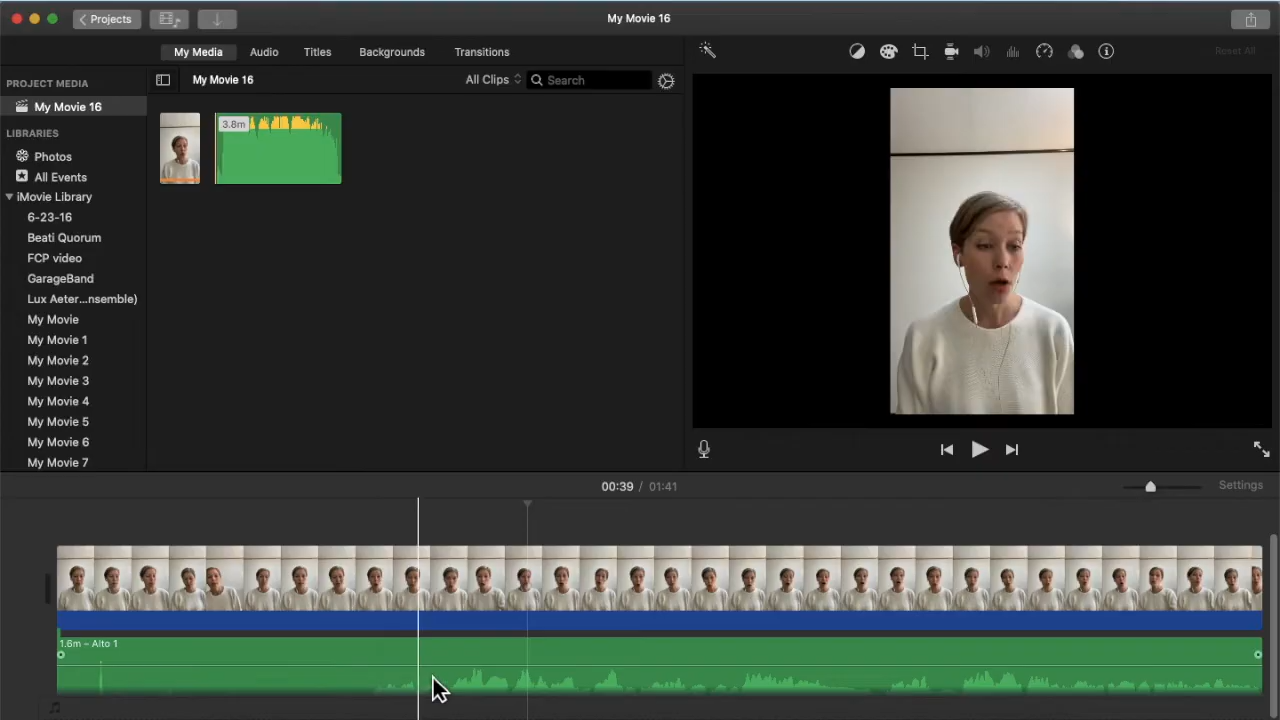 Projects
My Movie 16
My Media
Audio
Titles
Backgrounds
Transitions
Reset All
PROJECT MEDIA
My Movie 16
All Clips
Search
My Movie 16
LIBRARIES
Photos
All Events
iMovie Library
6-23-16
Beati Quorum
FCP video
GarageBand
Lux Aeter...nsemble)
My Movie
My Movie 1
My Movie 2
My Movie 3
My Movie 4
My Movie 5
My Movie 6
My Movie 7
3.8m
00:39 / 01:41
Settings
1.6m – Alto 1